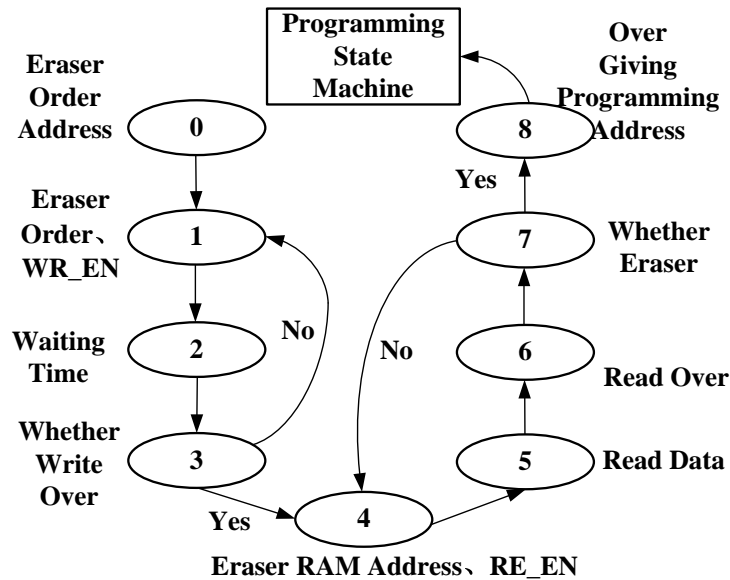 Programming
State
Machine
Over
Giving
Programming
Address
Eraser
Order
Address
0
8
Yes
Eraser
Order、
WR_EN
1
7
Whether
Eraser
No
No
Waiting
Time
2
6
Read Over
Whether
Write
Over
3
5
Read Data
Yes
4
Eraser RAM Address、RE_EN